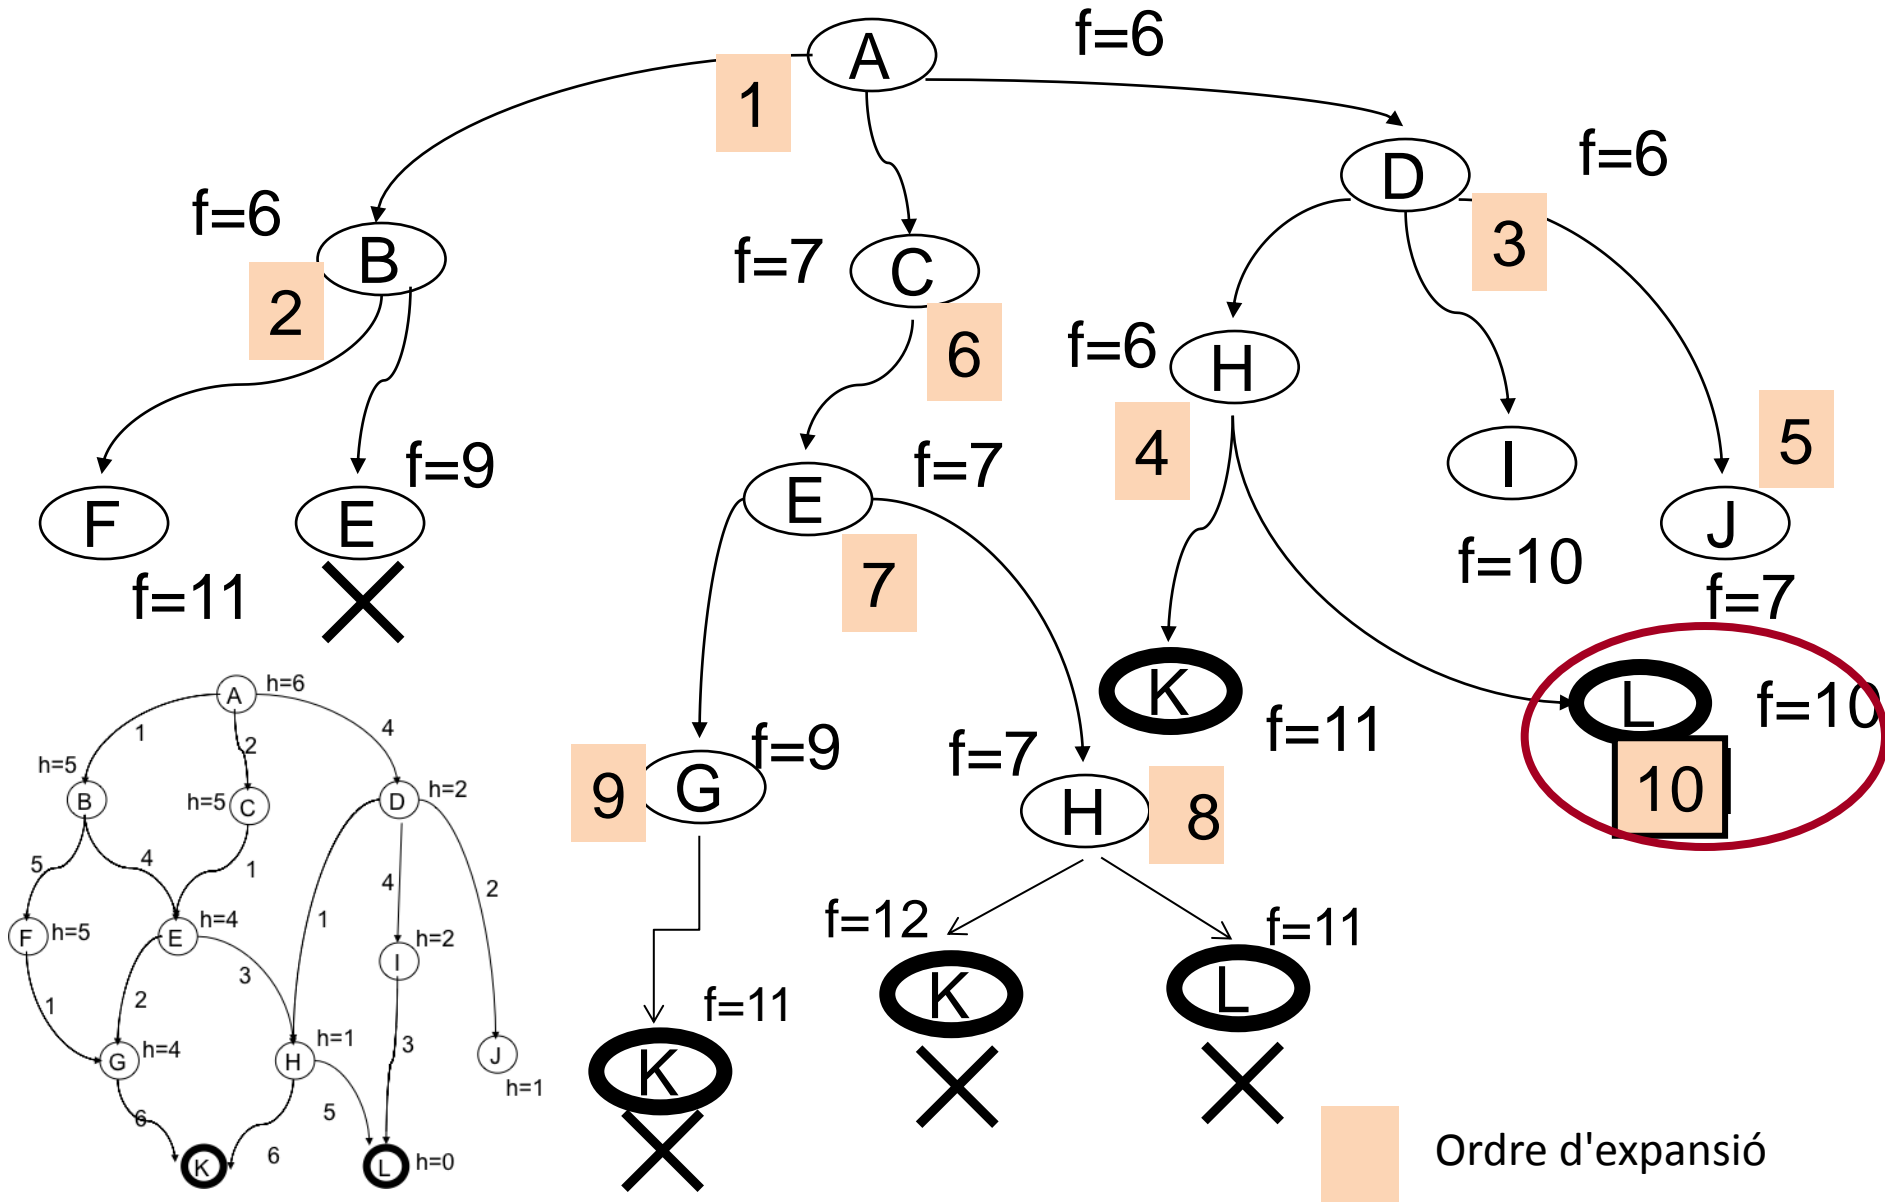 A
f=6
1
D
f=6
3
f=6
B
2
f=7
C
6
f=6
H
4
5
I
f=10
J
f=7
F
f=11
E
f=9
E
f=7
7
K
f=11
L
f=10
10
9
G
f=9
f=7
H
8
f=12
K
f=11
L
f=11
K
A
h=6
1
2
4
h=5
B
h=5
C
D
h=2
5
4
1
1
4
2
F
h=5
E
h=4
I
h=2
1
2
3
3
G
h=4
H
h=1
J
h=1
6
6
5
K
L
h=0
Ordre d'expansió